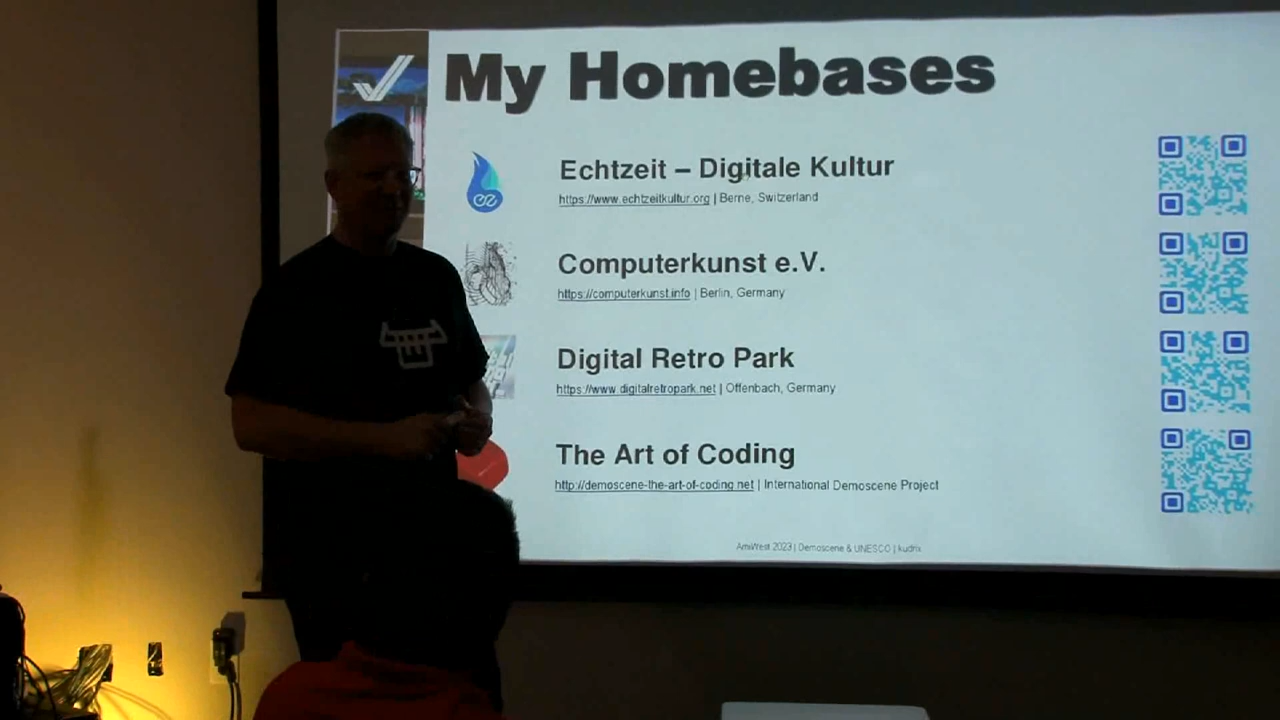 My Homebases
Echtzeit – Digitale Kultur
https://www.echtzeitkultur.org | Berne, Switzerland
Computerkunst e.V.
https://computerkunst.info | Berlin, Germany
Digital Retro Park
https://www.digitalretropark.net | Offenbach, Germany
The Art of Coding
http://demoscene-the-art-of-coding.net | International Demoscene Project
AmiWest 2023 | Demoscene & UNESCO | kudrix